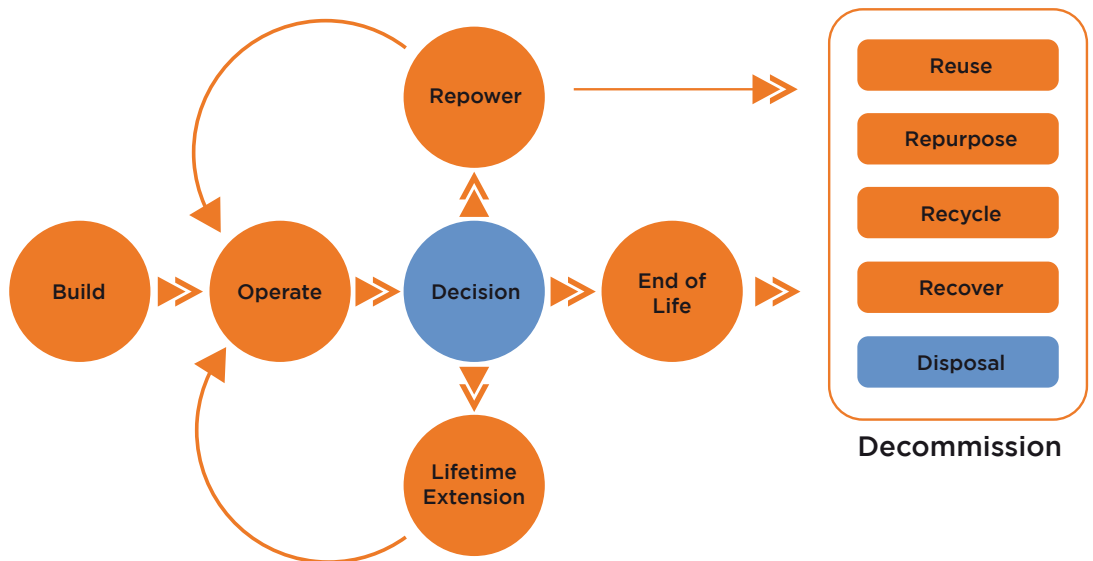 Repower
Build
Operate
Decision
End of
Life
Lifetime
Extension
Reuse
Repurpose
Recycle
Recover
Disposal
Decommission